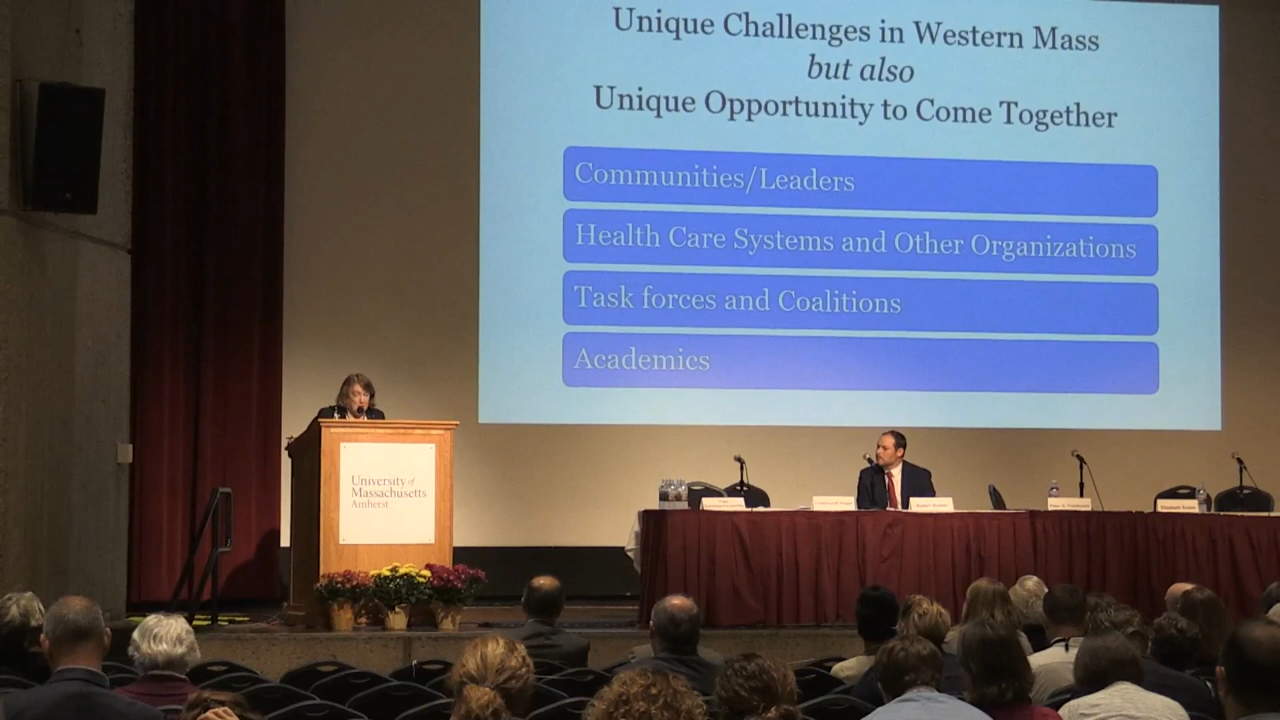 Unique Challenges in Western Mass
but also
Unique Opportunity to Come Together
Communities/Leaders
Health Care Systems and Other Organizations
Task forces and Coalitions
Academics
University of
Massachusetts
Amherst